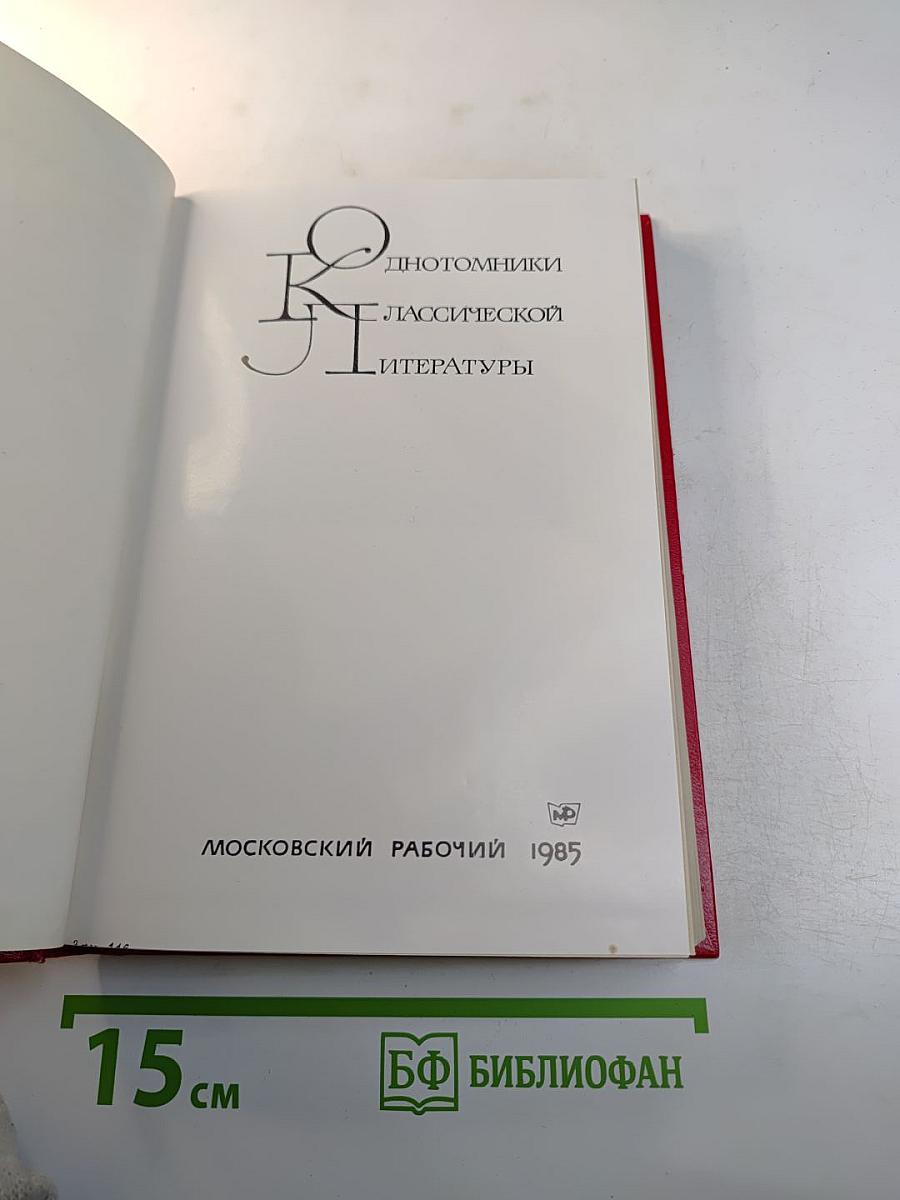 Однотомники
Классической
Литературы
МР
МОСКОВСКИЙ РАБОЧИЙ 1985
15 см
БФ БИБЛИОФАН